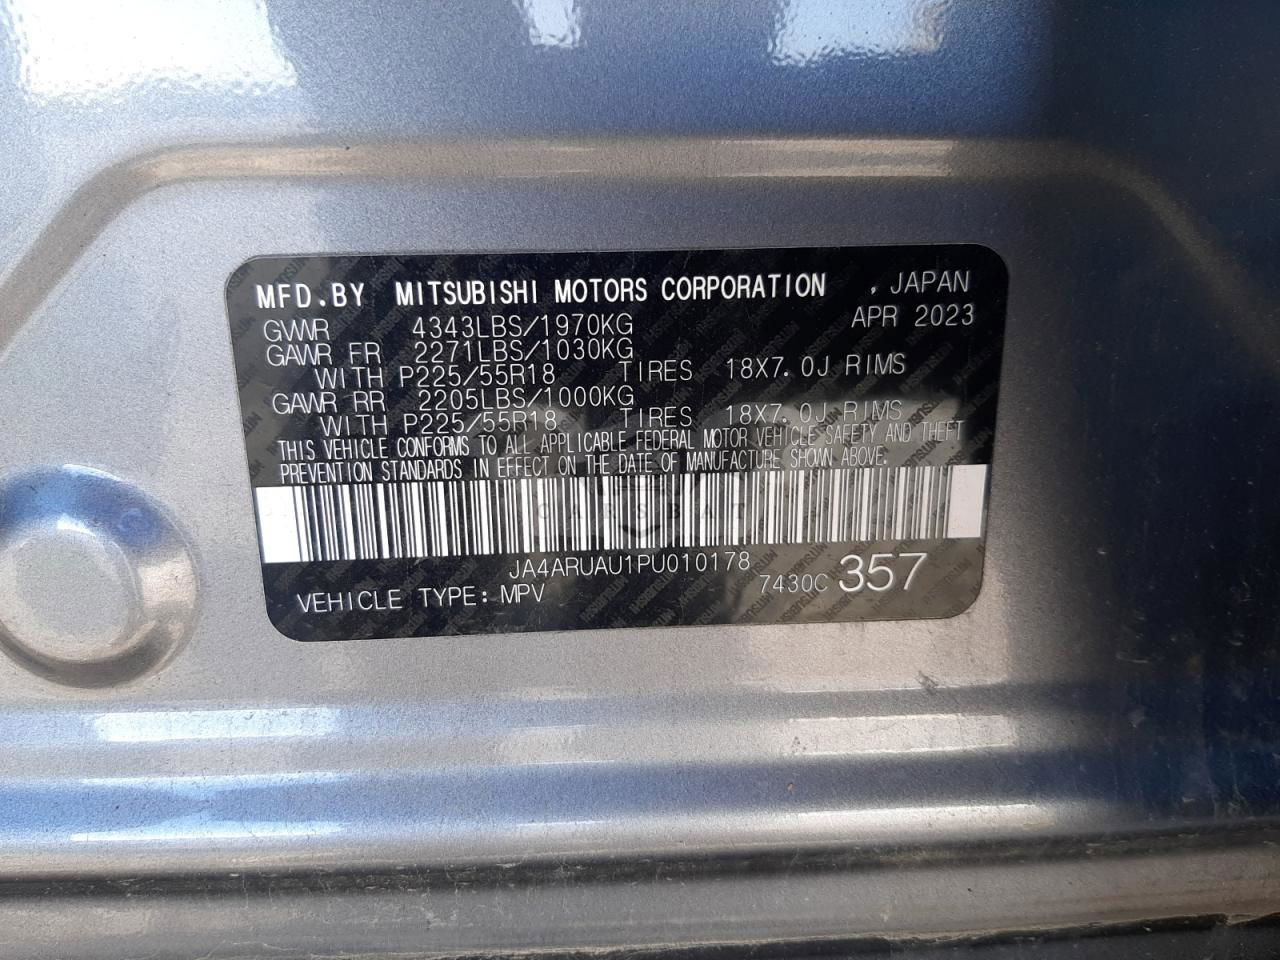 MFD.BY MITSUBISHI MOTORS CORPORATION , JAPAN
GVWR 4343LBS/1970KG APR 2023
GAWR FR 2271LBS/1030KG
WITH P225/55R18 TIRES 18X7.0J RIMS
GAWR RR 2205LBS/1000KG
WITH P225/55R18 TIRES 18X7.0J RIMS
THIS VEHICLE CONFORMS TO ALL APPLICABLE FEDERAL MOTOR VEHICLE SAFETY AND THEFT
PREVENTION STANDARDS IN EFFECT ON THE DATE OF MANUFACTURE SHOWN ABOVE.
CARSBAT
JA4ARUAU1PU010178
VEHICLE TYPE: MPV 7430C 357